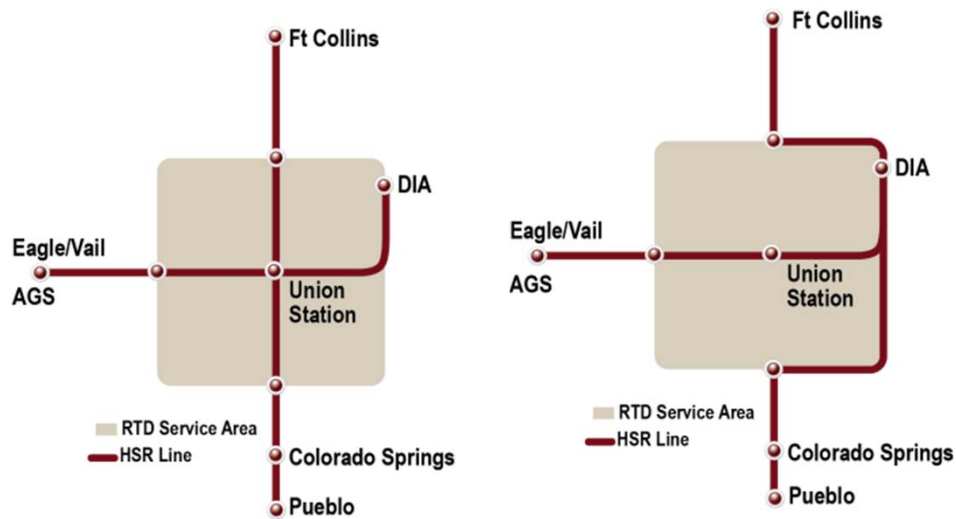 Ft Collins
DIA
Eagle/Vail
AGS
Union
Station
RTD Service Area
HSR Line
Colorado Springs
Pueblo
Ft Collins
DIA
Eagle/Vail
AGS
Union
Station
RTD Service Area
HSR Line
Colorado Springs
Pueblo